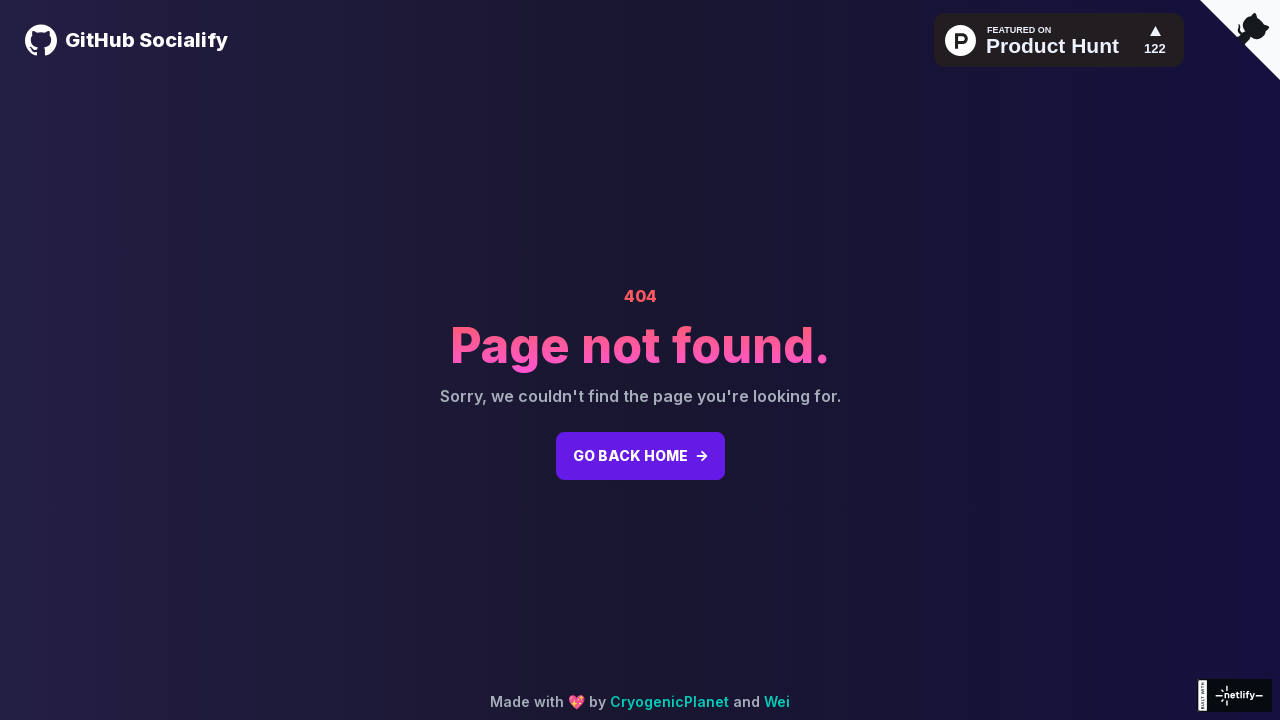 GitHub Socialify
FEATURED ON
Product Hunt
122
404
Page not found.
Sorry, we couldn't find the page you're looking for.
GO BACK HOME →
Made with 💖 by CryogenicPlanet and Wei
BUILT WITH
netlify